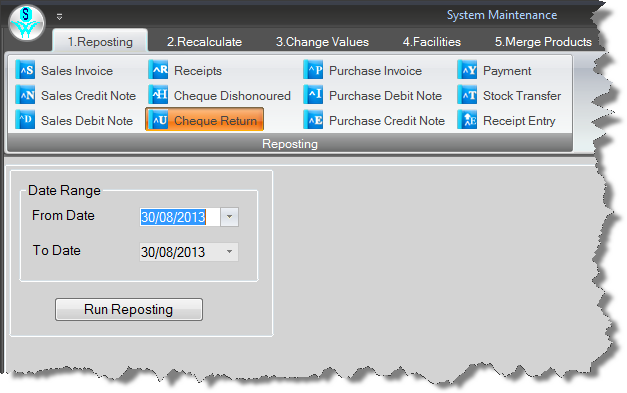 S
W
System Maintenance
1.Reposting 2.Recalculate 3.Change Values 4.Facilities 5.Merge Products
^S Sales Invoice ^R Receipts ^P Purchase Invoice ^Y Payment
^N Sales Credit Note ^H Cheque Dishonoured ^I Purchase Debit Note ^T Stock Transfer
^D Sales Debit Note ^U Cheque Return ^E Purchase Credit Note ^E Receipt Entry
Reposting
Date Range
From Date 30/08/2013
To Date 30/08/2013
Run Reposting